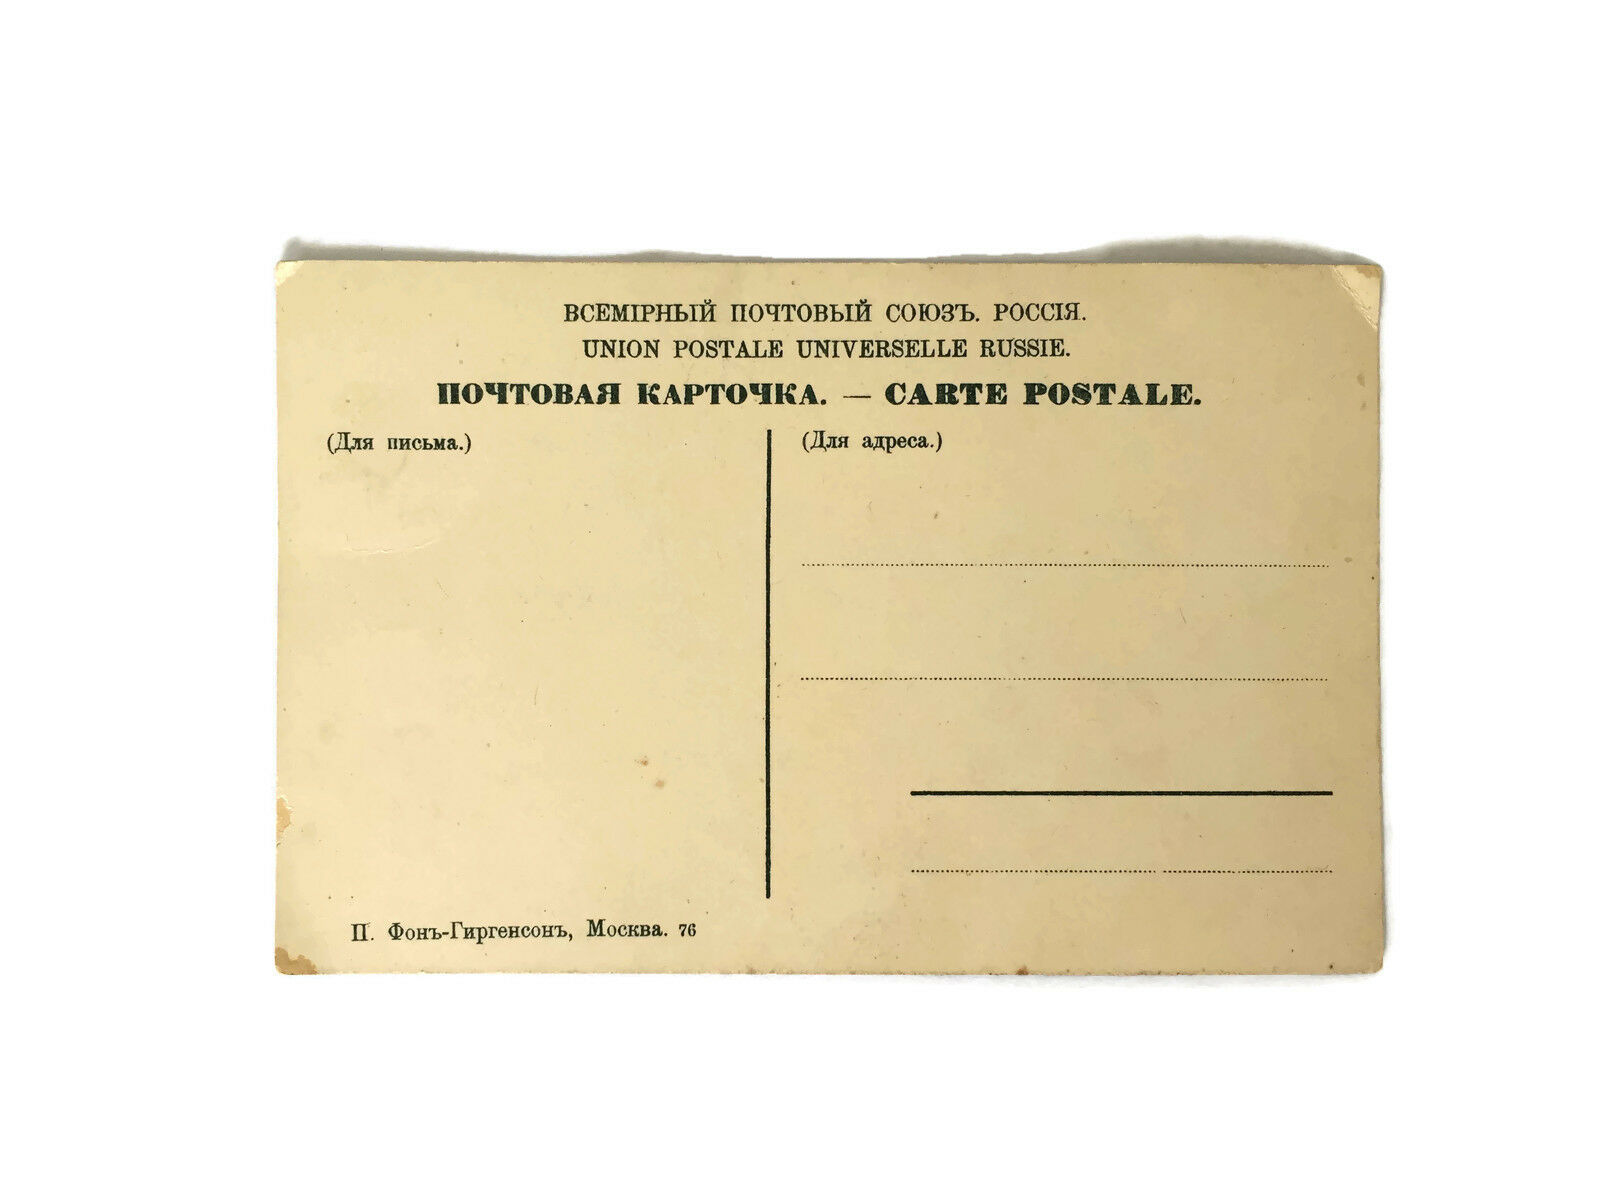 ВСЕМІРНЫЙ ПОЧТОВЫЙ СОЮЗЪ. РОССІЯ.
UNION POSTALE UNIVERSELLE RUSSIE.
ПОЧТОВАЯ КАРТОЧКА. — CARTE POSTALE.
(Для письма.)
(Для адреса.)
П. Фонъ-Гиргенсонъ, Москва. 76